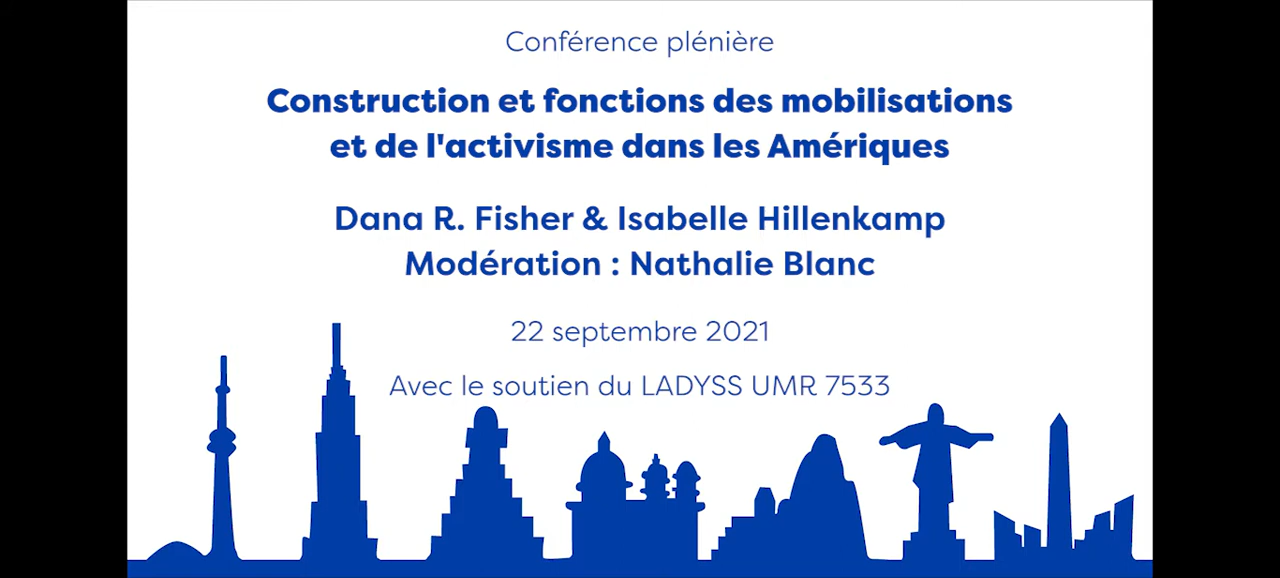 Conférence plénière
Construction et fonctions des mobilisations
et de l'activisme dans les Amériques
Dana R. Fisher & Isabelle Hillenkamp
Modération : Nathalie Blanc
22 septembre 2021
Avec le soutien du LADYSS UMR 7533